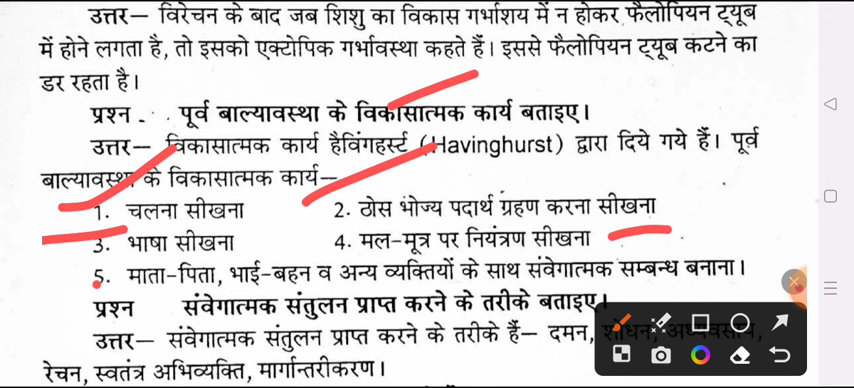 उत्तर— विरेचन के बाद जब शिशु का विकास गर्भाशय में न होकर फैलोपियन ट्यूब
में होने लगता है, तो इसको एक्टोपिक गर्भावस्था कहते हैं। इससे फैलोपियन ट्यूब कटने का
डर रहता है।
प्रश्न . पूर्व बाल्यावस्था के विकासात्मक कार्य बताइए।
उत्तर— विकासात्मक कार्य हैविंगहर्स्ट (Havinghurst) द्वारा दिये गये हैं। पूर्व
बाल्यावस्था के विकासात्मक कार्य—
1. चलना सीखना 2. ठोस भोज्य पदार्थ ग्रहण करना सीखना
3. भाषा सीखना 4. मल-मूत्र पर नियंत्रण सीखना
5. माता-पिता, भाई-बहन व अन्य व्यक्तियों के साथ संवेगात्मक सम्बन्ध बनाना।
प्रश्न संवेगात्मक संतुलन प्राप्त करने के तरीके बताइए।
उत्तर— संवेगात्मक संतुलन प्राप्त करने के तरीके हैं— दमन, शोधन,
रेचन, स्वतंत्र अभिव्यक्ति, मार्गान्तरीकरण।